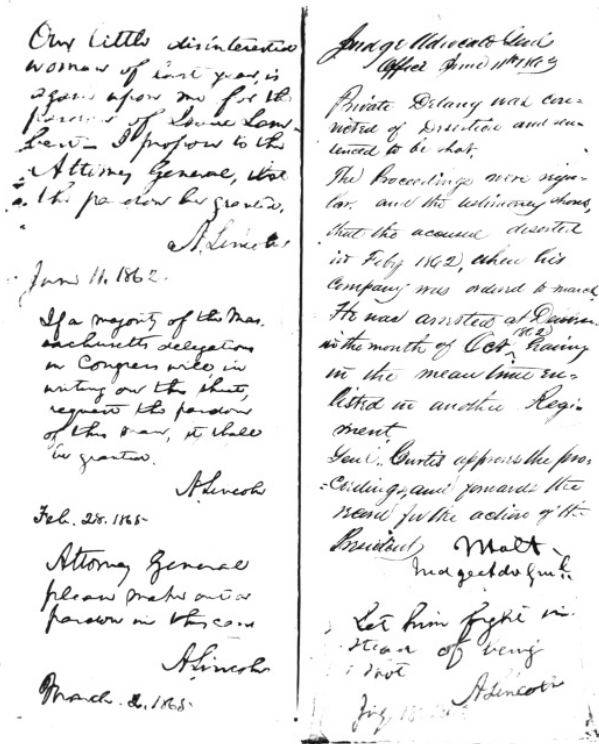 Our little disinterested
woman of last year, is
again upon me for the
pardon of Louie Lam-
bert— I propose to the
Attorney General, that
this pardon be granted,
A. Lincoln
June 11. 1862.
If a majority of the Mas-
sachusetts delegation
in Congress will in
writing on this sheet,
request the pardon
of this man, it shall
be granted.
A. Lincoln
Feb. 28. 1865
Attorney General
please make out a
pardon in this case
A. Lincoln
March 2. 1865.
Judge Advocate Genl
Office June 11th 1863
Private Delany was con-
victed of Desertion and sen-
tenced to be shot.
The Proceedings were regu-
lar. and the testimony shows,
that the accused deserted
in Feby 1862, when his
Company was ordered to march
He was arrested at Denver
in the month of Oct. 1862 having
in the mean time en-
listed in another Regi-
ment
Genl. Curtis approves the pro-
ceedings, and forwards the
record for the action of the
President
J Holt
Judge Adv Genl.
Let him fight in-
stead of being
shot
A Lincoln